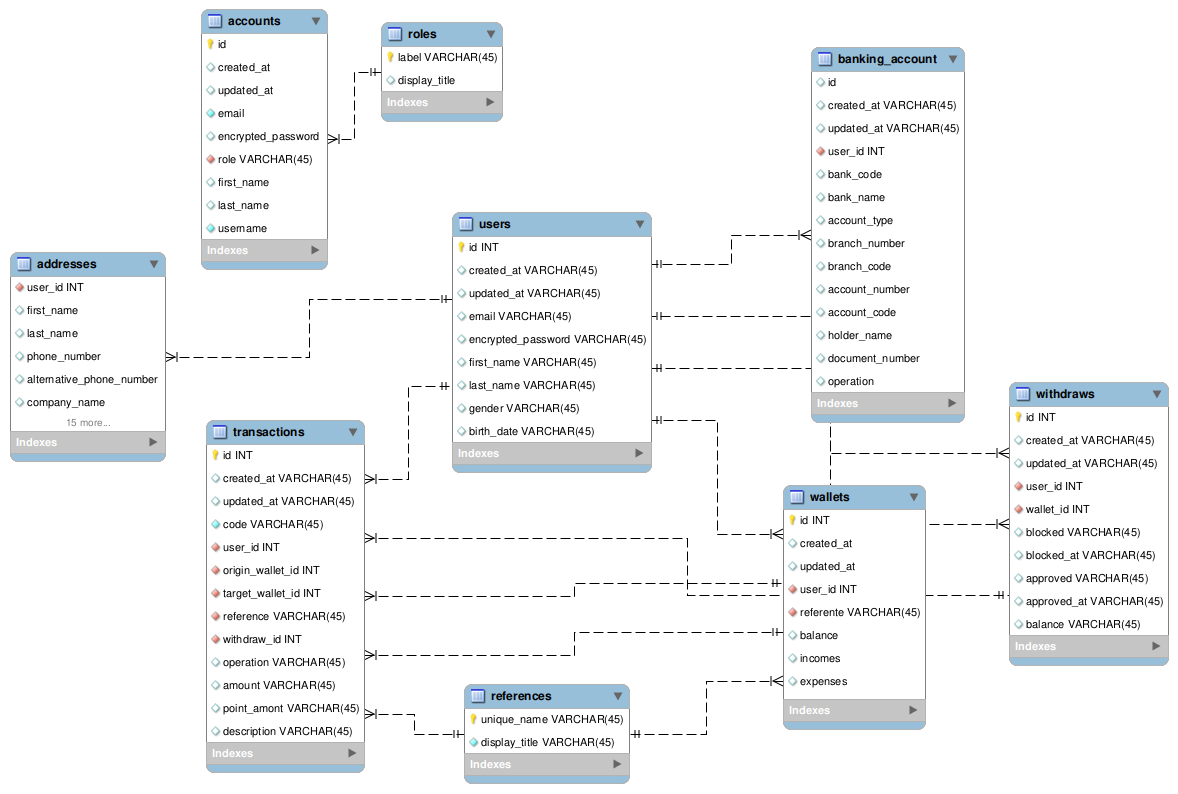 accounts
id
created_at
updated_at
email
encrypted_password
role VARCHAR(45)
first_name
last_name
username
Indexes
roles
label VARCHAR(45)
display_title
Indexes
banking_account
id
created_at VARCHAR(45)
updated_at VARCHAR(45)
user_id INT
bank_code
bank_name
account_type
branch_number
branch_code
account_number
account_code
holder_name
document_number
operation
Indexes
users
id INT
created_at VARCHAR(45)
updated_at VARCHAR(45)
email VARCHAR(45)
encrypted_password VARCHAR(45)
first_name VARCHAR(45)
last_name VARCHAR(45)
gender VARCHAR(45)
birth_date VARCHAR(45)
Indexes
addresses
user_id INT
first_name
last_name
phone_number
alternative_phone_number
company_name
15 more...
Indexes
transactions
id INT
created_at VARCHAR(45)
updated_at VARCHAR(45)
code VARCHAR(45)
user_id INT
origin_wallet_id INT
target_wallet_id INT
reference VARCHAR(45)
withdraw_id INT
operation VARCHAR(45)
amount VARCHAR(45)
point_amont VARCHAR(45)
description VARCHAR(45)
Indexes
withdraws
id INT
created_at VARCHAR(45)
updated_at VARCHAR(45)
user_id INT
wallet_id INT
blocked VARCHAR(45)
blocked_at VARCHAR(45)
approved VARCHAR(45)
approved_at VARCHAR(45)
balance VARCHAR(45)
Indexes
wallets
id INT
created_at
updated_at
user_id INT
referente VARCHAR(45)
balance
incomes
expenses
Indexes
references
unique_name VARCHAR(45)
display_title VARCHAR(45)
Indexes